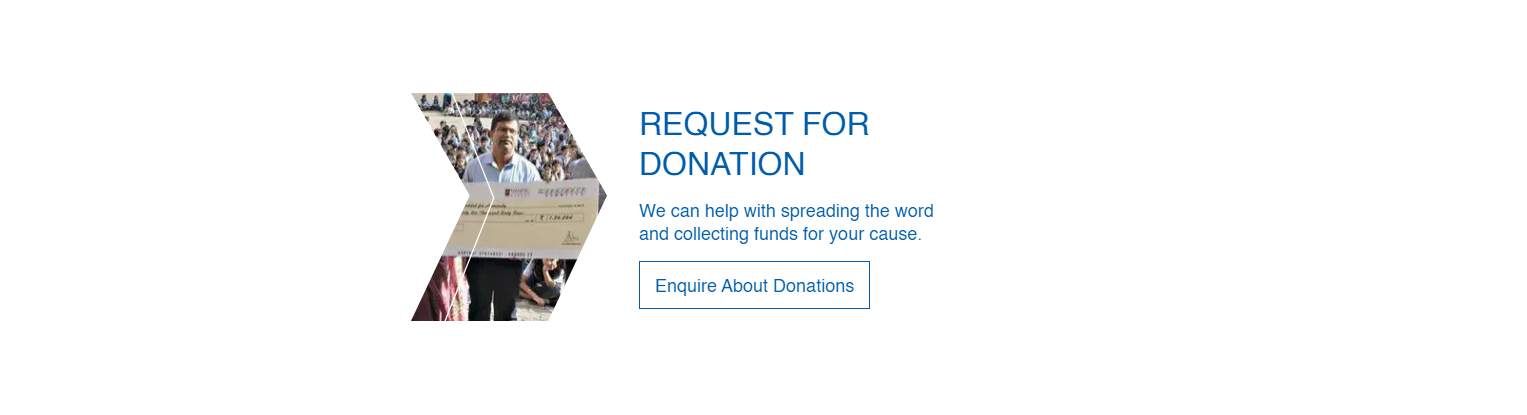 REQUEST FOR
DONATION
We can help with spreading the word
and collecting funds for your cause.
Enquire About Donations